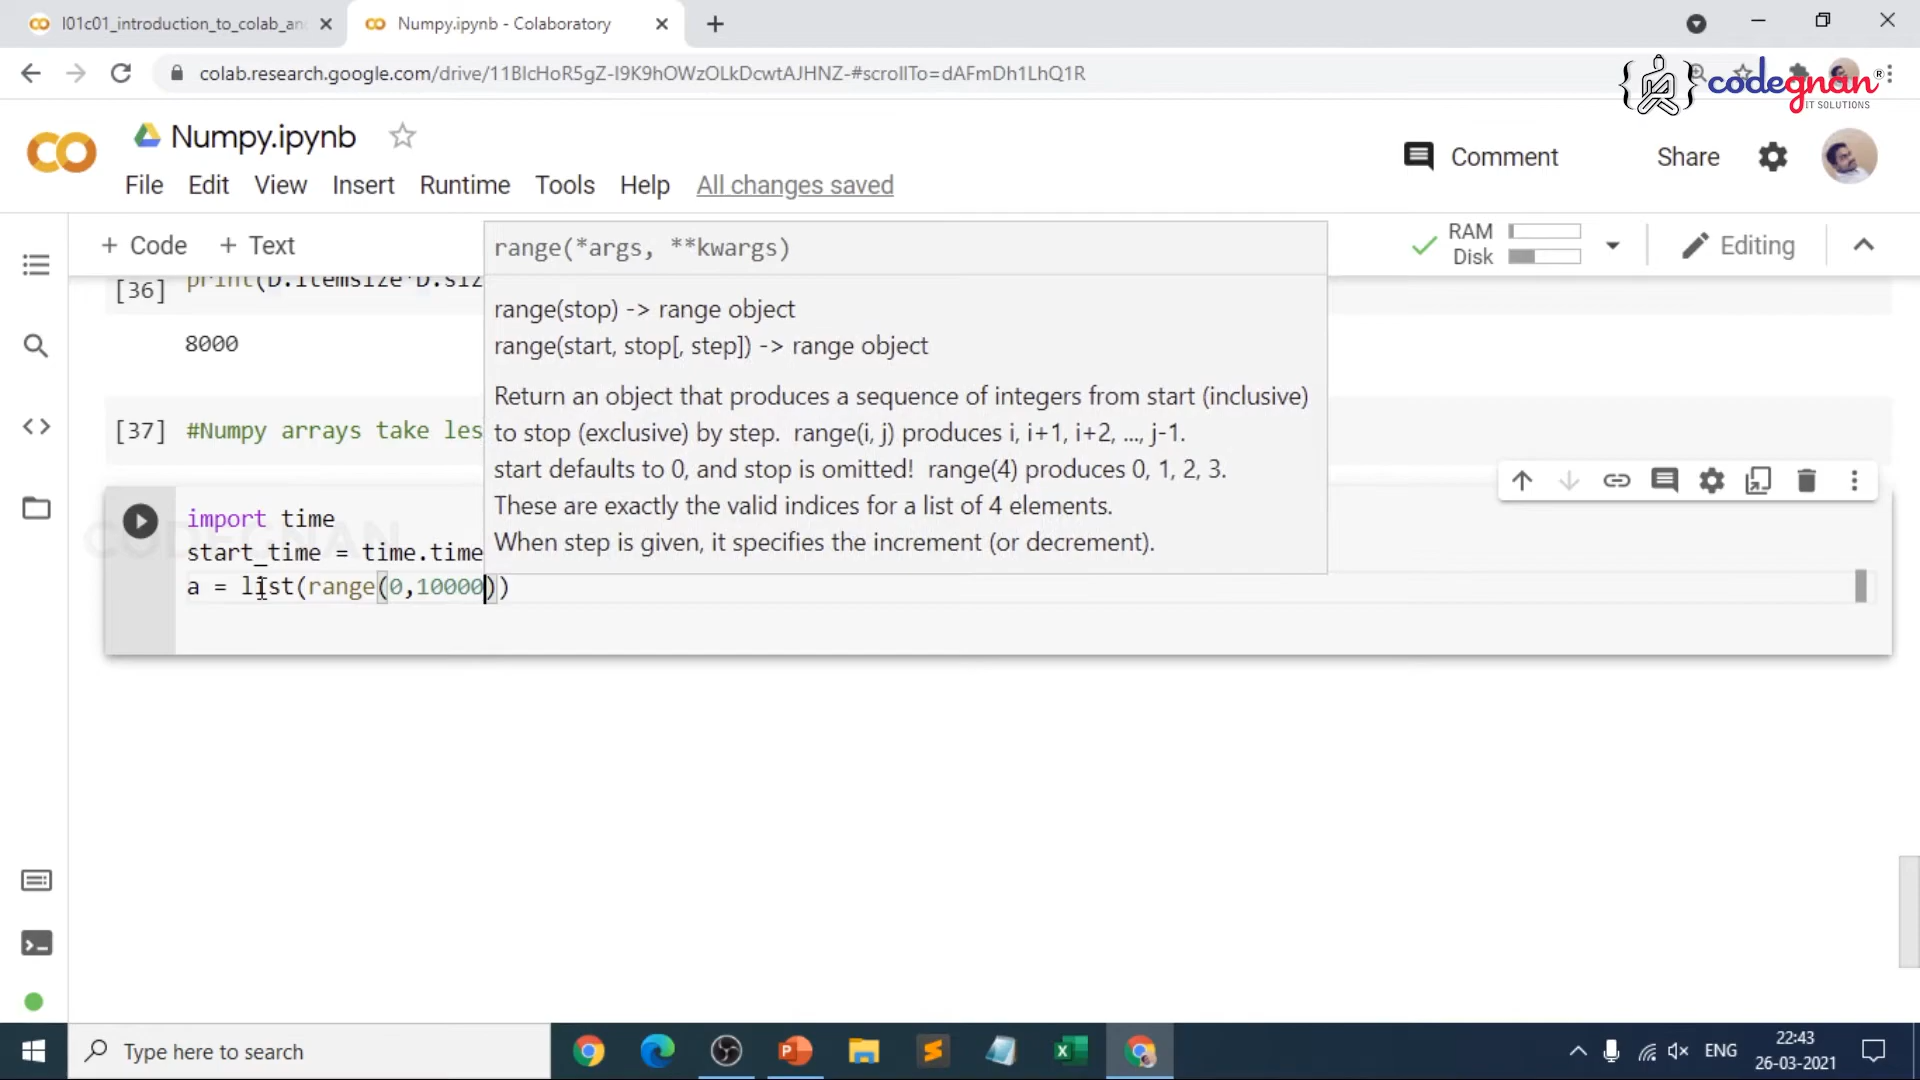 l01c01_introduction_to_colab_an
Numpy.ipynb - Colaboratory
colab.research.google.com/drive/11BlcHoR5gZ-I9K9hOWzOLkDcwtAJHNZ-#scrollTo=dAFmDh1LhQ1R
codegnan®
IT SOLUTIONS
Numpy.ipynb
Comment
Share
File Edit View Insert Runtime Tools Help All changes saved
+ Code + Text
RAM
Disk
Editing
range(*args, **kwargs)
range(stop) -> range object
range(start, stop[, step]) -> range object
Return an object that produces a sequence of integers from start (inclusive)
to stop (exclusive) by step. range(i, j) produces i, i+1, i+2, ..., j-1.
start defaults to 0, and stop is omitted! range(4) produces 0, 1, 2, 3.
These are exactly the valid indices for a list of 4 elements.
When step is given, it specifies the increment (or decrement).
[36] print(b.itemsize*b.siz
8000
[37] #Numpy arrays take les
import time
start_time = time.time
a = list(range(0,10000))
CODEGNAN
Type here to search
ENG
22:43
26-03-2021